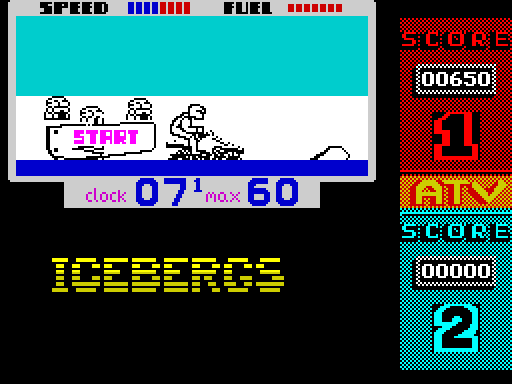 SPEED FUEL
START
clock 07¹ max 60
ICEBERGS
SCORE
00650
1
ATV
SCORE
00000
2